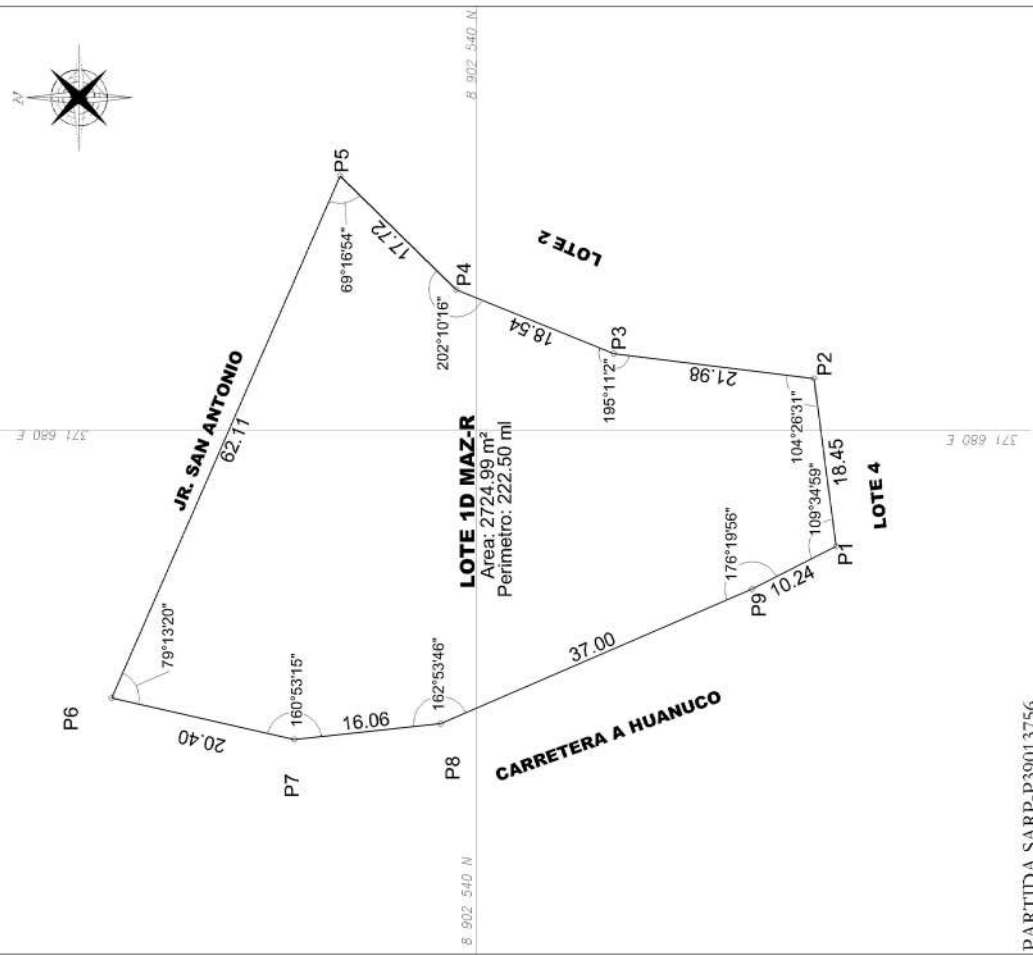 N
371 680 E
8 902 540 N
P6
79°13'20"
JR. SAN ANTONIO
62.11
P5
69°16'54"
17.72
20.40
P4
202°10'16"
LOTE 2
160°53'15"
P7
16.06
162°53'46"
P8
18.54
LOTE 1D MAZ-R
Area: 2724.99 m²
Perimetro: 222.50 ml
P3
195°11'2"
21.98
37.00
CARRETERA A HUANUCO
176°19'56"
P9
10.24
109°34'59"
104°26'31"
P2
18.45
P1
LOTE 4
8 902 540 N
371 680 E
PARTIDA SARP-P39013756